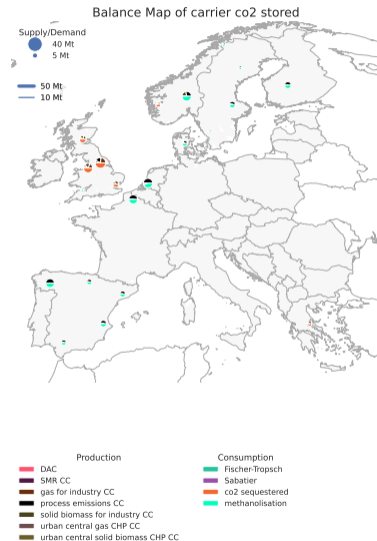 Balance Map of carrier co2 stored
Supply/Demand
40 Mt
5 Mt
50 Mt
10 Mt
Production
DAC
SMR CC
gas for industry CC
process emissions CC
solid biomass for industry CC
urban central gas CHP CC
urban central solid biomass CHP CC
Consumption
Fischer-Tropsch
Sabatier
co2 sequestered
methanolisation